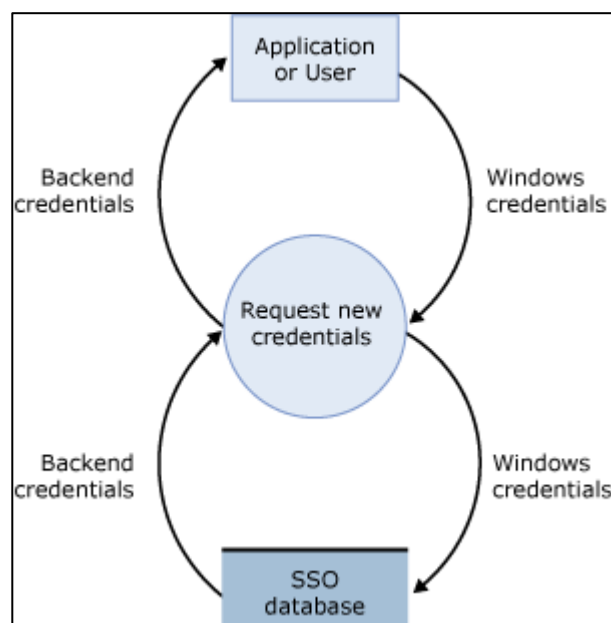 Application
or User
Backend
credentials
Windows
credentials
Request new
credentials
Backend
credentials
Windows
credentials
SSO
database